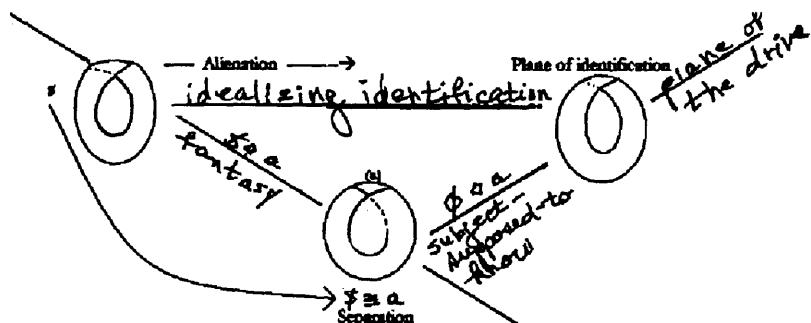 plane of
the drive
Alienation
Plane of identification
idealizing identification
$ ◇ a
fantasy
(a)
$ ◇ a
subject-
supposed-to
know
$ ≅ a
Separation